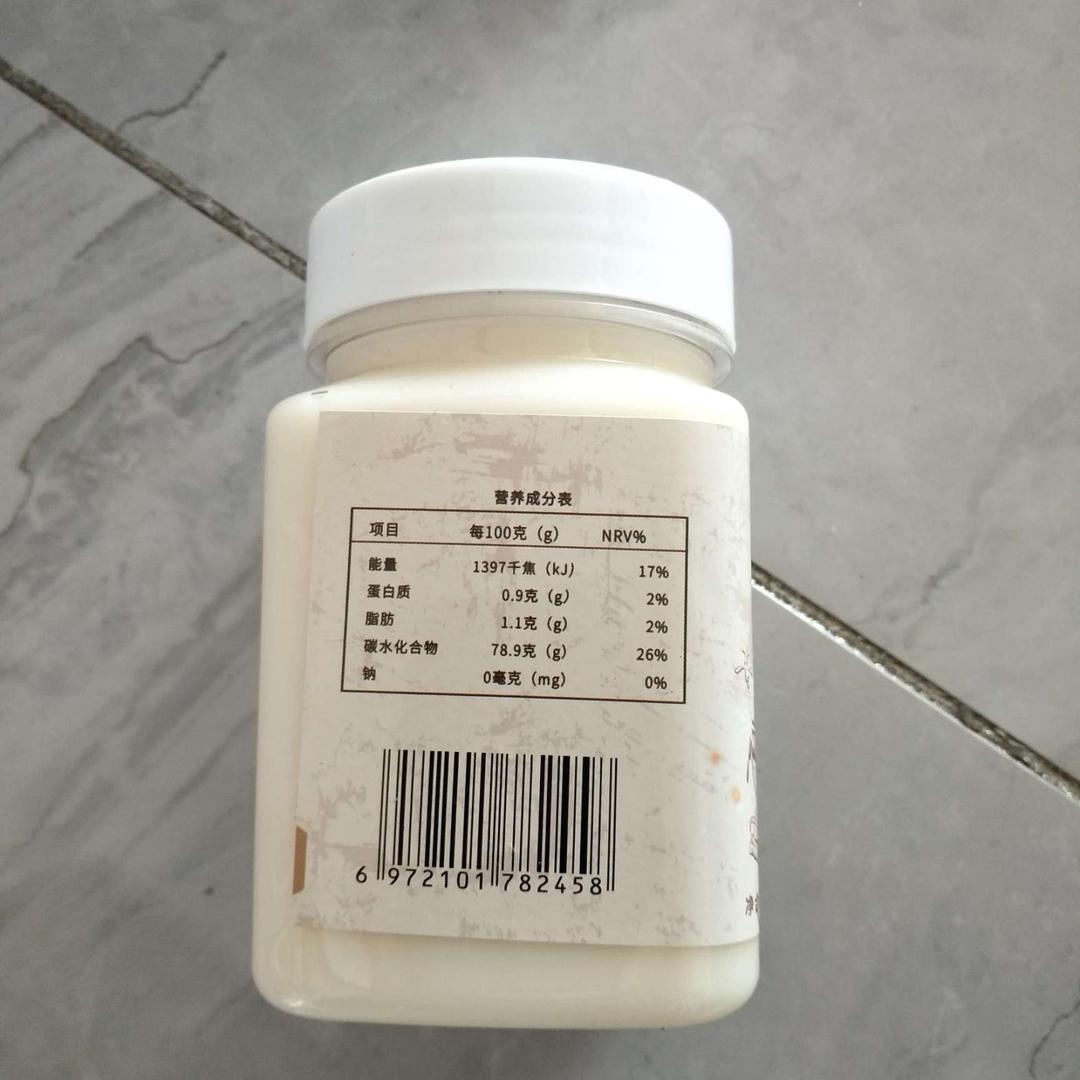 营养成分表
项目 每100克（g） NRV%
能量 1397千焦（kJ） 17%
蛋白质 0.9克（g） 2%
脂肪 1.1克（g） 2%
碳水化合物 78.9克（g） 26%
钠 0毫克（mg） 0%
6 972101 782458
净